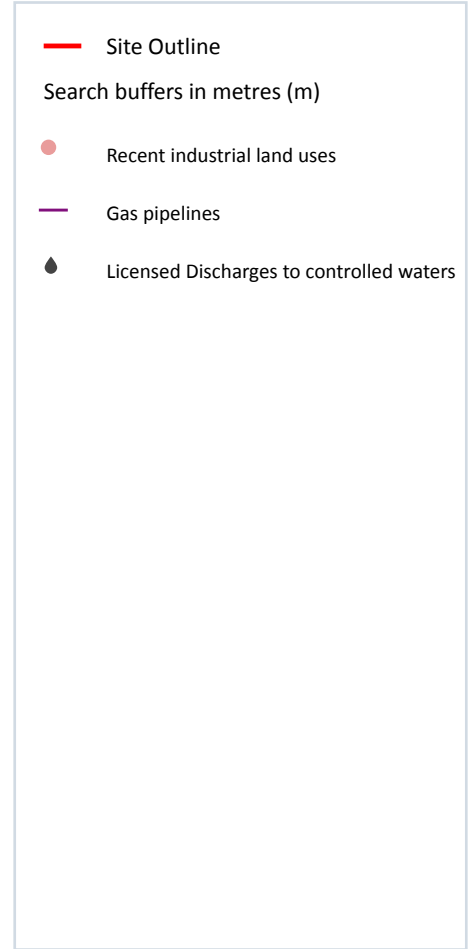 Site Outline
Search buffers in metres (m)
Recent industrial land uses
Gas pipelines
Licensed Discharges to controlled waters